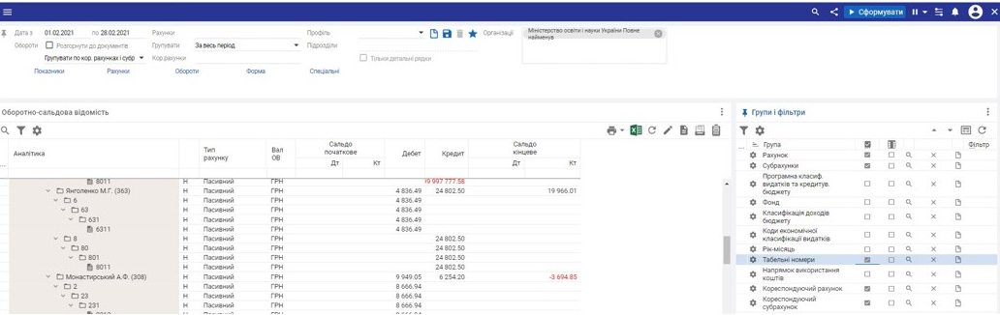 Сформувати
Дата з 01.02.2021 по 28.02.2021 Рахунки Профіль Організації Міністерство освіти і науки України Повне
найменув
Обороти Розгорнути до документів Групувати За весь період Підрозділи
Групувати по кор. рахунках і субр Кор.рахунки Тільки детальні рядки
Показники Рахунки Обороти Форма Спеціальні
Оборотно-сальдова відомість
Аналітика Тип рахунку Вал ОВ Сальдо початкове Дебет Кредит Сальдо кінцеве
Дт Кт Дт Кт
8011 Н Пасивний ГРН 997 777.58
Янголенко М.Г. (363) Н Пасивний ГРН 4 836.49 24 802.50 19 966.01
6 Н Пасивний ГРН 4 836.49
63 Н Пасивний ГРН 4 836.49
631 Н Пасивний ГРН 4 836.49
6311 Н Пасивний ГРН 4 836.49
8 Н Пасивний ГРН 24 802.50
80 Н Пасивний ГРН 24 802.50
801 Н Пасивний ГРН 24 802.50
8011 Н Пасивний ГРН 24 802.50
Монастирський А.Ф. (308) Н Пасивний ГРН 9 949.05 6 254.20 -3 694.85
2 Н Пасивний ГРН 8 666.94
23 Н Пасивний ГРН 8 666.94
231 Н Пасивний ГРН 8 666.94
Н Пасивний ГРН 8 666.94
Групи і фільтри
Група Фільтр
Рахунок
Субрахунки
Програмна класиф.
видатків та кредитув.
бюджету
Фонд
Класифікація доходів
бюджету
Коди економічної
класифікації видатків
Рік-місяць
Табельні номери
Напрямок використання
коштів
Кореспондуючий рахунок
Кореспондуючий
субрахунок